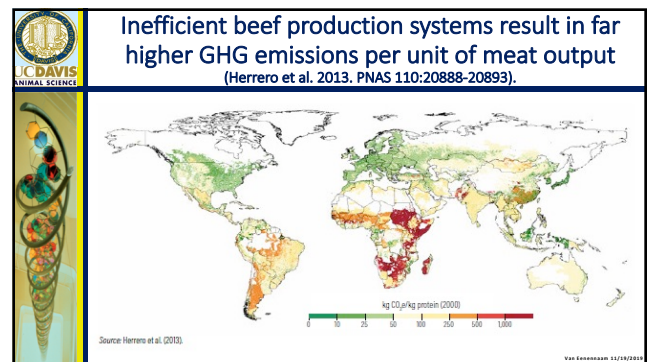 Inefficient beef production systems result in far
higher GHG emissions per unit of meat output
(Herrero et al. 2013. PNAS 110:20888-20893).
UCDAVIS
ANIMAL SCIENCE
kg CO₂e/kg protein (2000)
0 10 25 50 100 250 500 1,000
Source: Herrero et al. (2013).
Van Eenennaam 11/19/2019